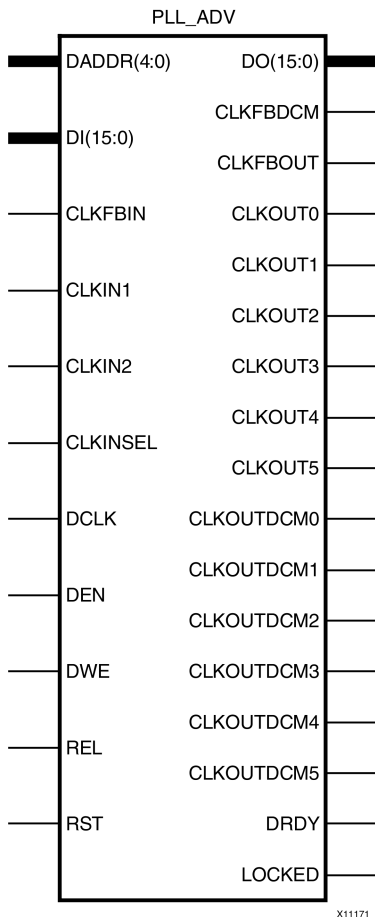 PLL_ADV
DADDR(4:0)
DI(15:0)
CLKFBIN
CLKIN1
CLKIN2
CLKINSEL
DCLK
DEN
DWE
REL
RST
DO(15:0)
CLKFBDCM
CLKFBOUT
CLKOUT0
CLKOUT1
CLKOUT2
CLKOUT3
CLKOUT4
CLKOUT5
CLKOUTDCM0
CLKOUTDCM1
CLKOUTDCM2
CLKOUTDCM3
CLKOUTDCM4
CLKOUTDCM5
DRDY
LOCKED
X11171